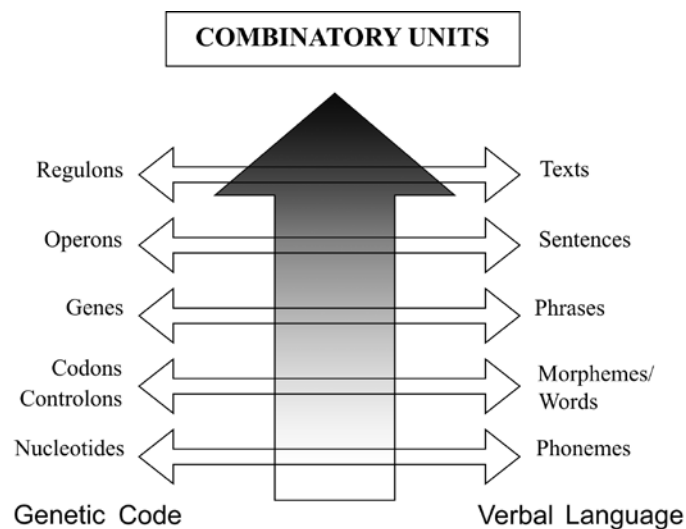 COMBINATORY UNITS
Regulons
Texts
Operons
Sentences
Genes
Phrases
Codons
Controlons
Morphemes/
Words
Nucleotides
Phonemes
Genetic Code
Verbal Language